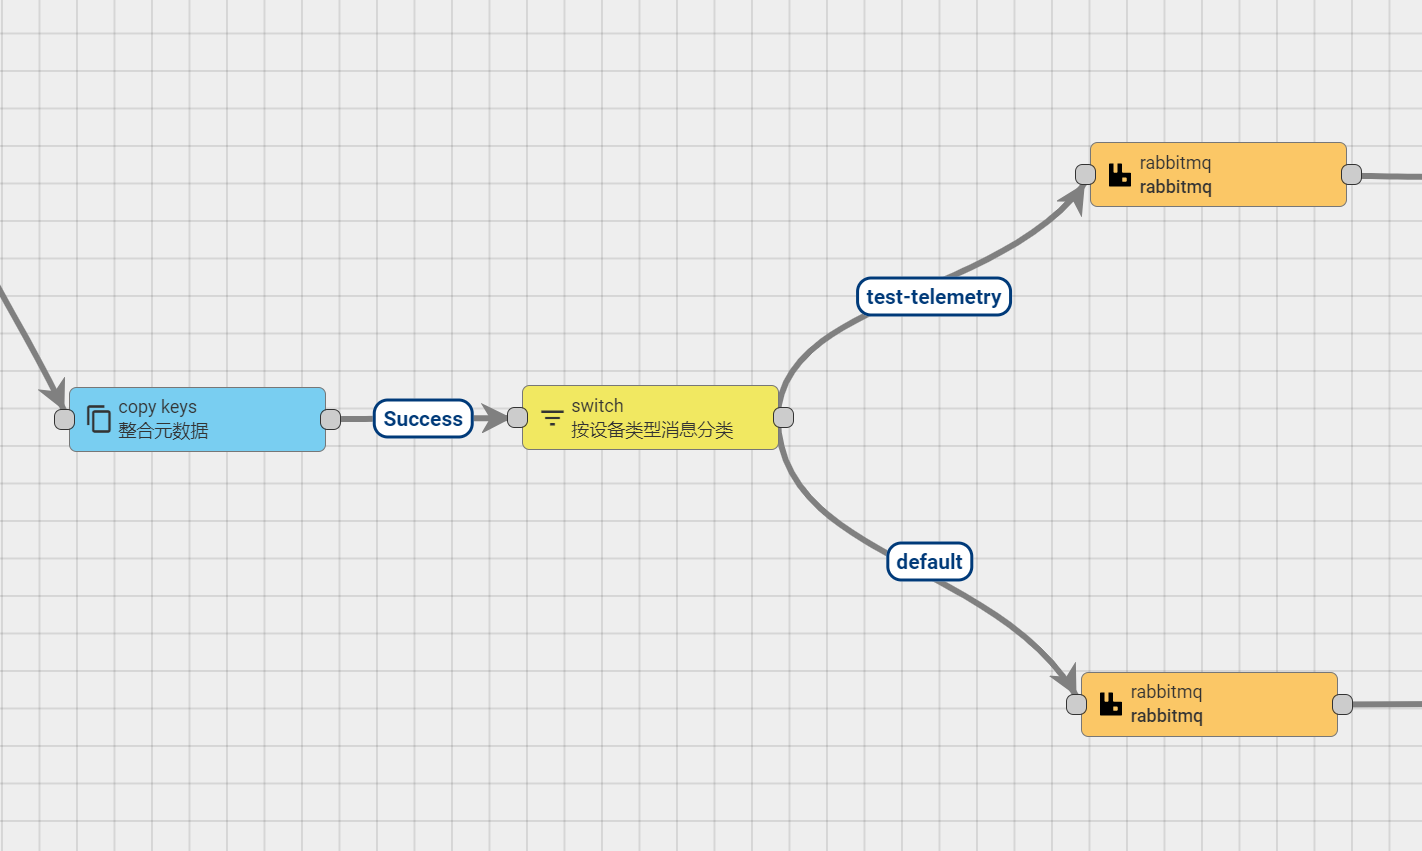 rabbitmq
rabbitmq
test-telemetry
copy keys
整合元数据
Success
switch
按设备类型消息分类
default
rabbitmq
rabbitmq